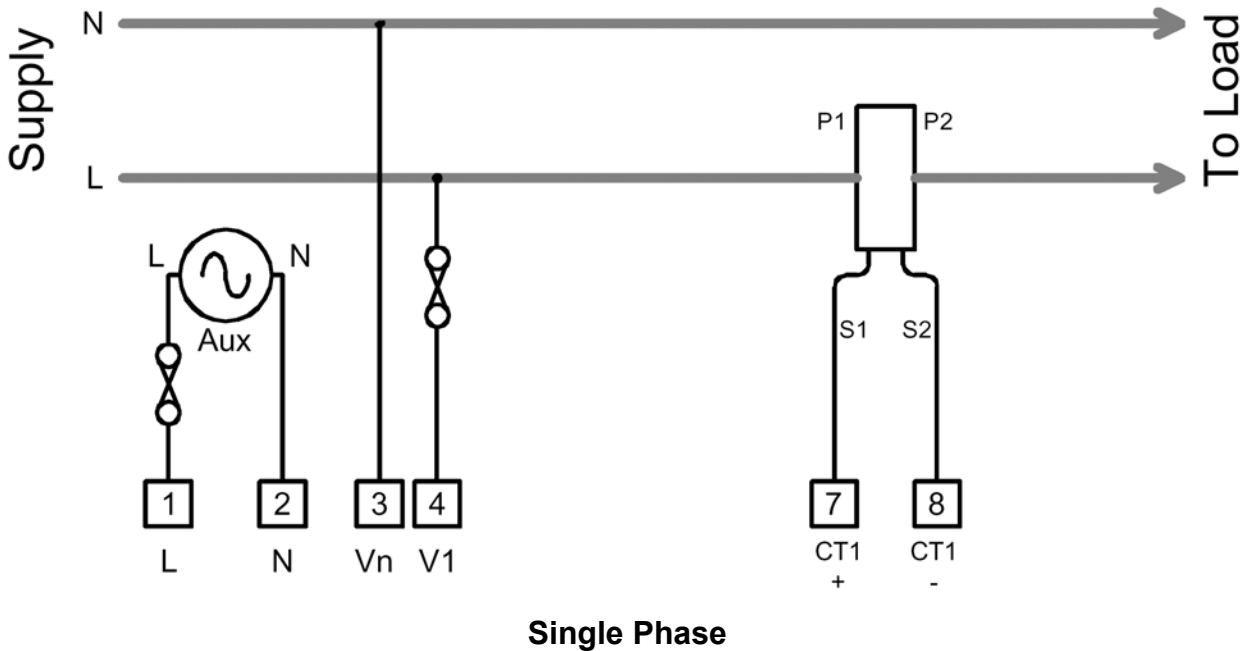 Supply
N
L
To Load
P1
P2
L
N
Aux
S1
S2
1
2
3
4
7
8
L
N
Vn
V1
CT1
+
CT1
-
Single Phase